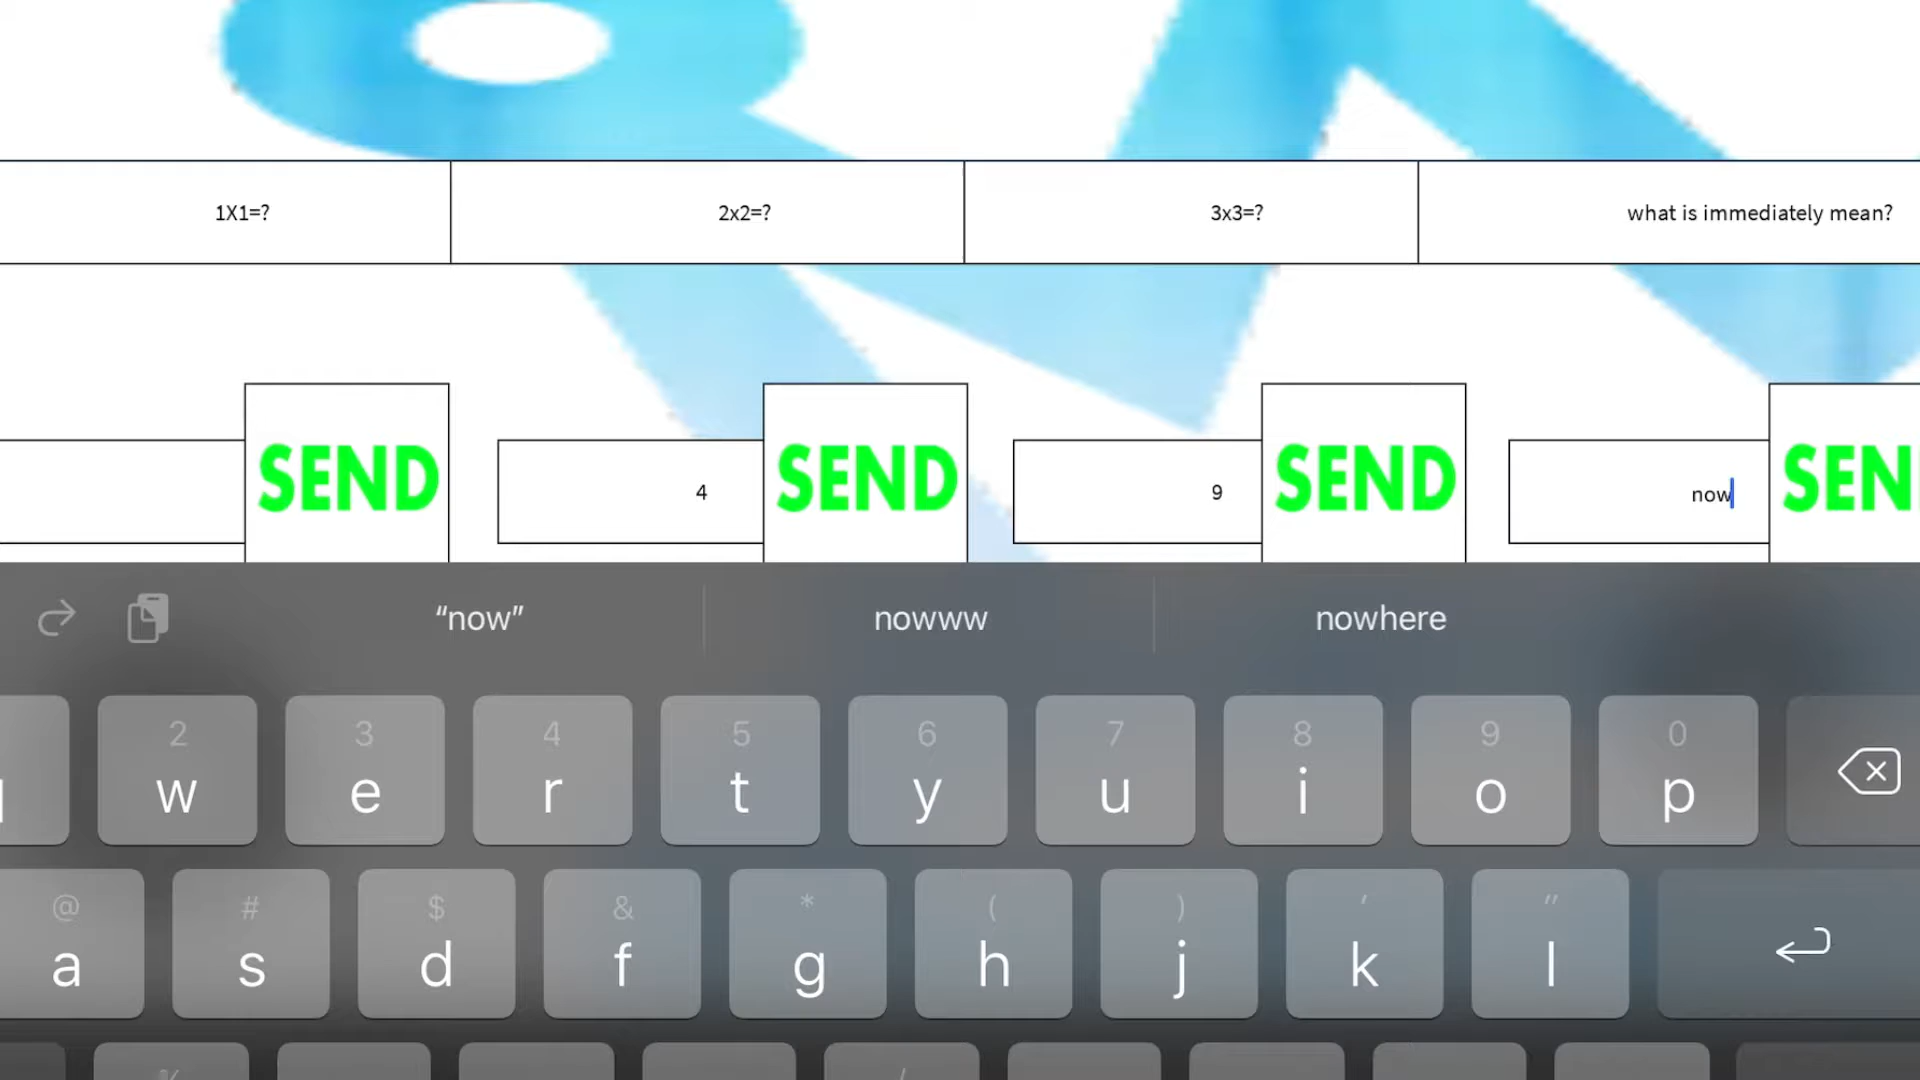 1X1=? 2x2=? 3x3=? what is immediately mean?
SEND 4 SEND 9 SEND now SEN
“now” nowww nowhere
2 3 4 5 6 7 8 9 0
w e r t y u i o p
@ # $ & * ( ) ' "
a s d f g h j k l